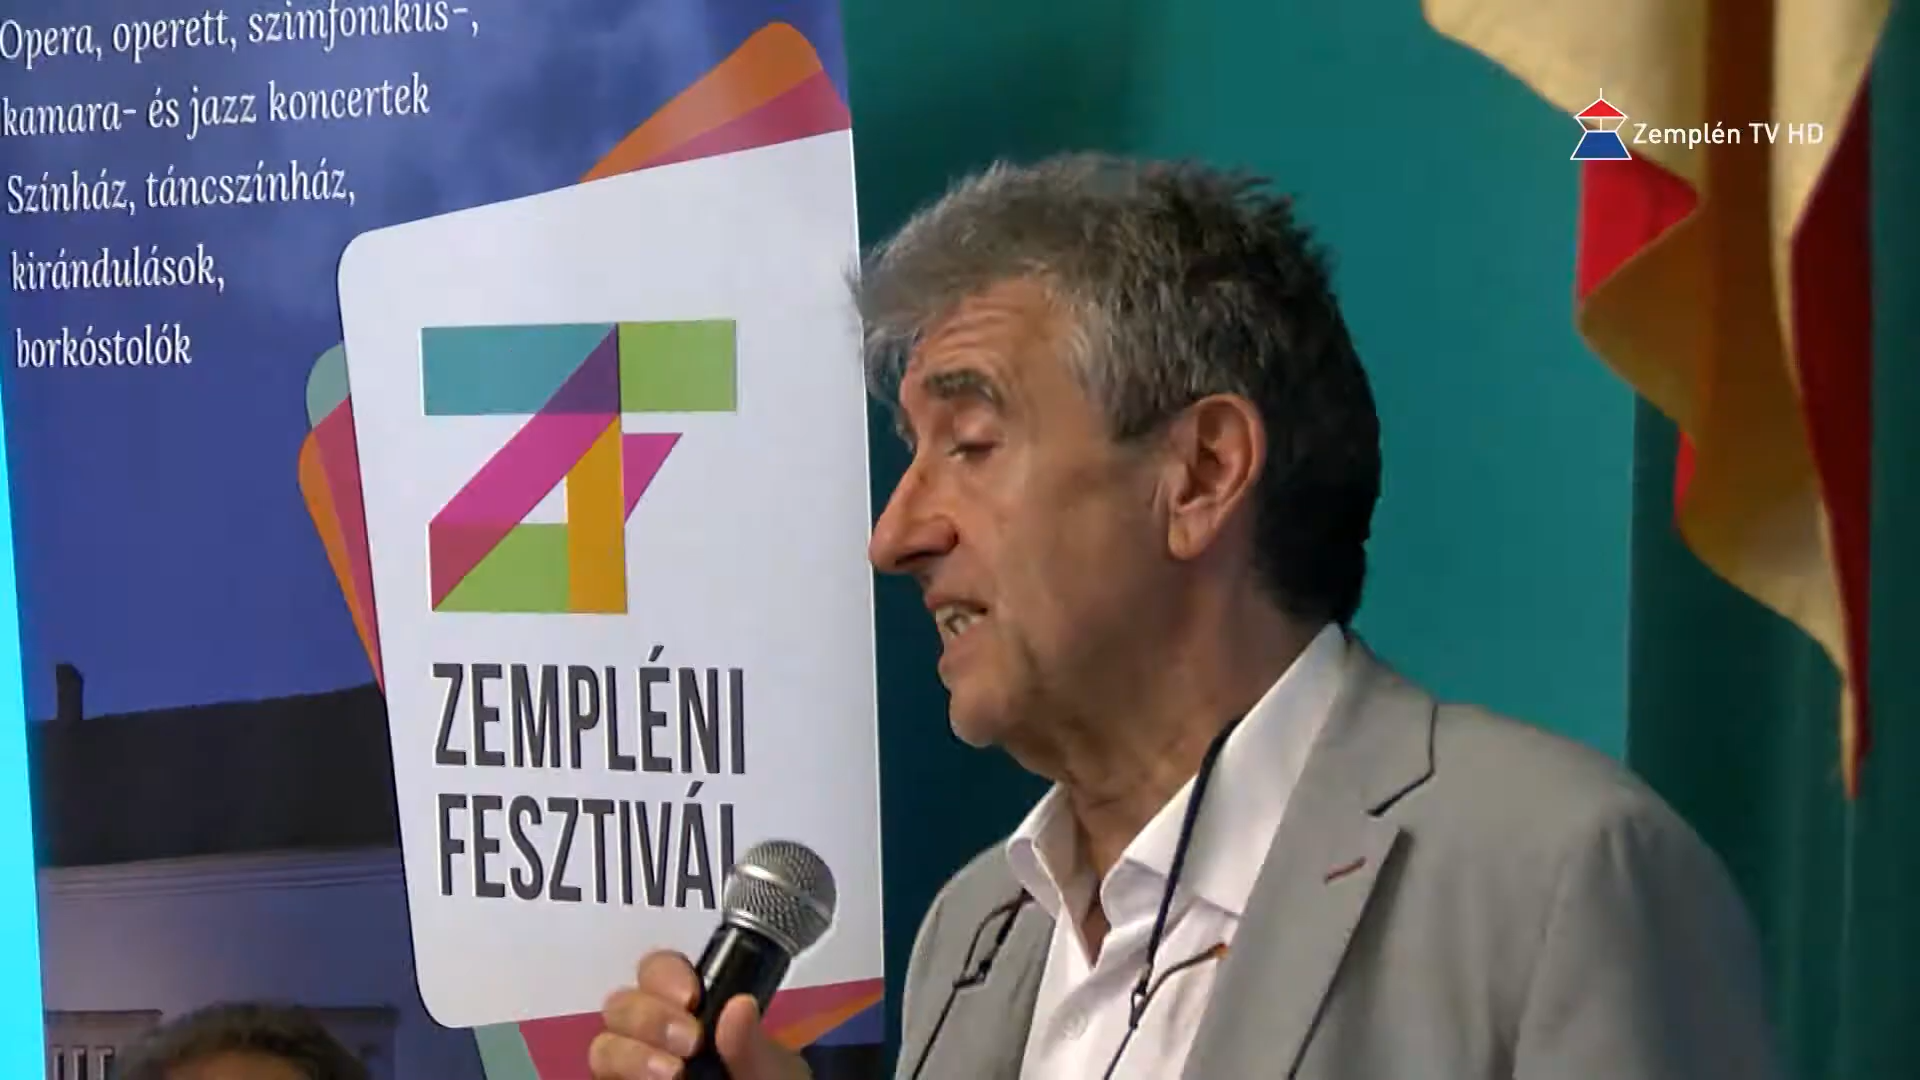 Opera, operett, szimfonikus-,
kamara- és jazz koncertek
Színház, táncszínház,
kirándulások,
borkóstolók
Zemplén TV HD
ZEMPLÉNI
FESZTIVÁL